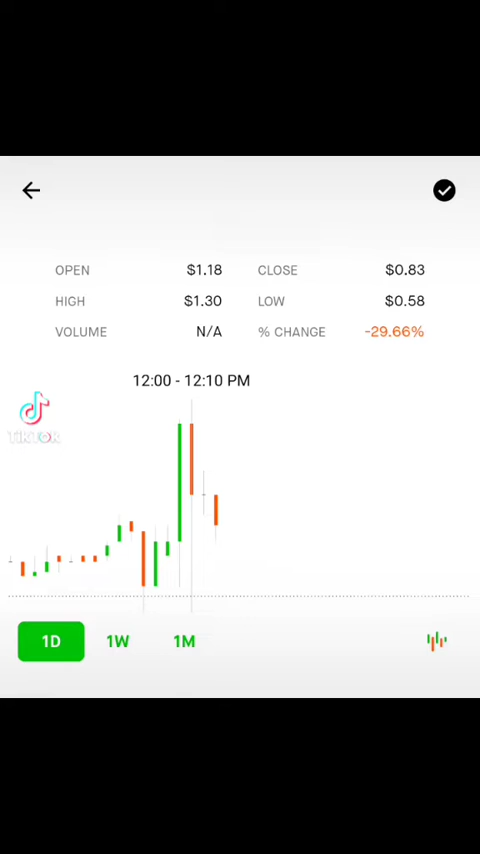 OPEN $1.18 CLOSE $0.83
HIGH $1.30 LOW $0.58
VOLUME N/A % CHANGE -29.66%
12:00 - 12:10 PM
TIKTOK
1D 1W 1M